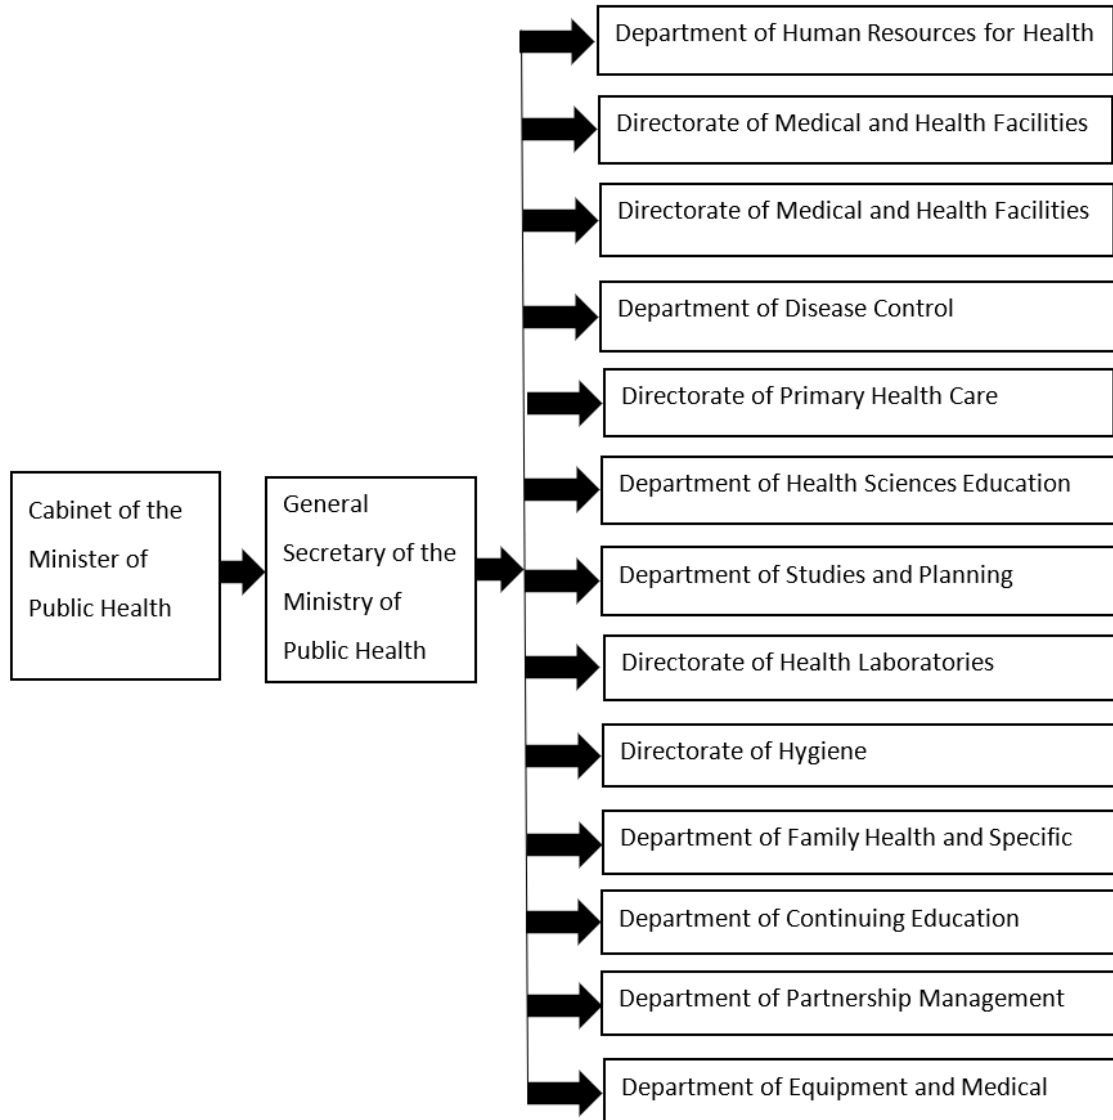 Department of Human Resources for Health
Directorate of Medical and Health Facilities
Directorate of Medical and Health Facilities
Department of Disease Control
Directorate of Primary Health Care
Department of Health Sciences Education
Department of Studies and Planning
Directorate of Health Laboratories
Directorate of Hygiene
Department of Family Health and Specific
Department of Continuing Education
Department of Partnership Management
Department of Equipment and Medical
Cabinet of the
Minister of
Public Health
General
Secretary of the
Ministry of
Public Health